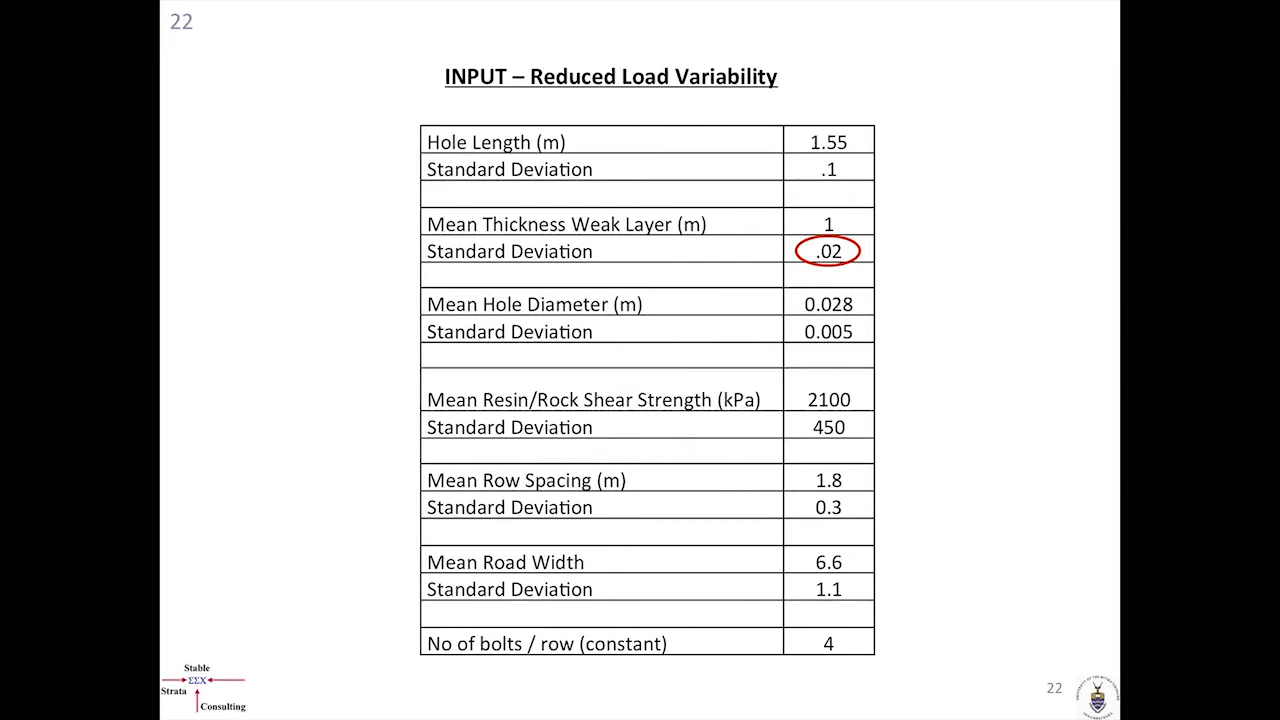 22
INPUT – Reduced Load Variability
Hole Length (m) 1.55
Standard Deviation .1
Mean Thickness Weak Layer (m) 1
Standard Deviation .02
Mean Hole Diameter (m) 0.028
Standard Deviation 0.005
Mean Resin/Rock Shear Strength (kPa) 2100
Standard Deviation 450
Mean Row Spacing (m) 1.8
Standard Deviation 0.3
Mean Road Width 6.6
Standard Deviation 1.1
No of bolts / row (constant) 4
Stable
ΣΣX
Strata
Consulting
22